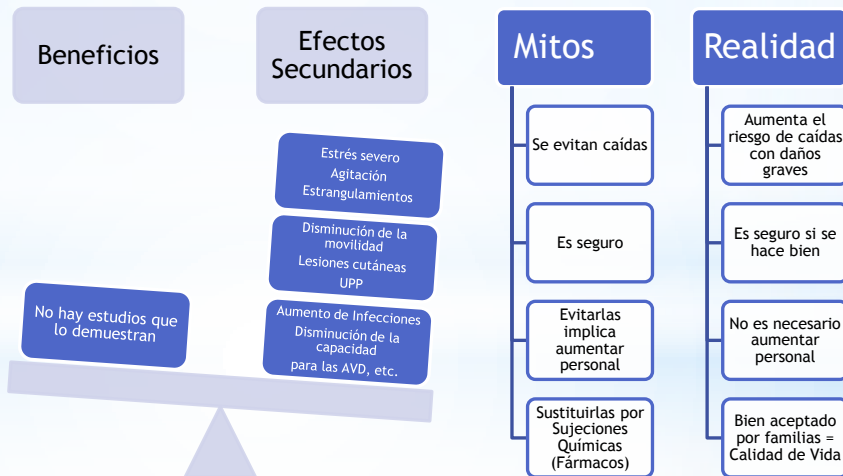 Beneficios
Efectos
Secundarios
Estrés severo
Agitación
Estrangulamientos
Disminución de la
movilidad
Lesiones cutáneas
UPP
No hay estudios que
lo demuestran
Aumento de Infecciones
Disminución de la
capacidad
para las AVD, etc.
Mitos
Se evitan caídas
Es seguro
Evitarlas
implica
aumentar
personal
Sustituirlas por
Sujeciones
Químicas
(Fármacos)
Realidad
Aumenta el
riesgo de caídas
con daños
graves
Es seguro si se
hace bien
No es necesario
aumentar
personal
Bien aceptado
por familias =
Calidad de Vida